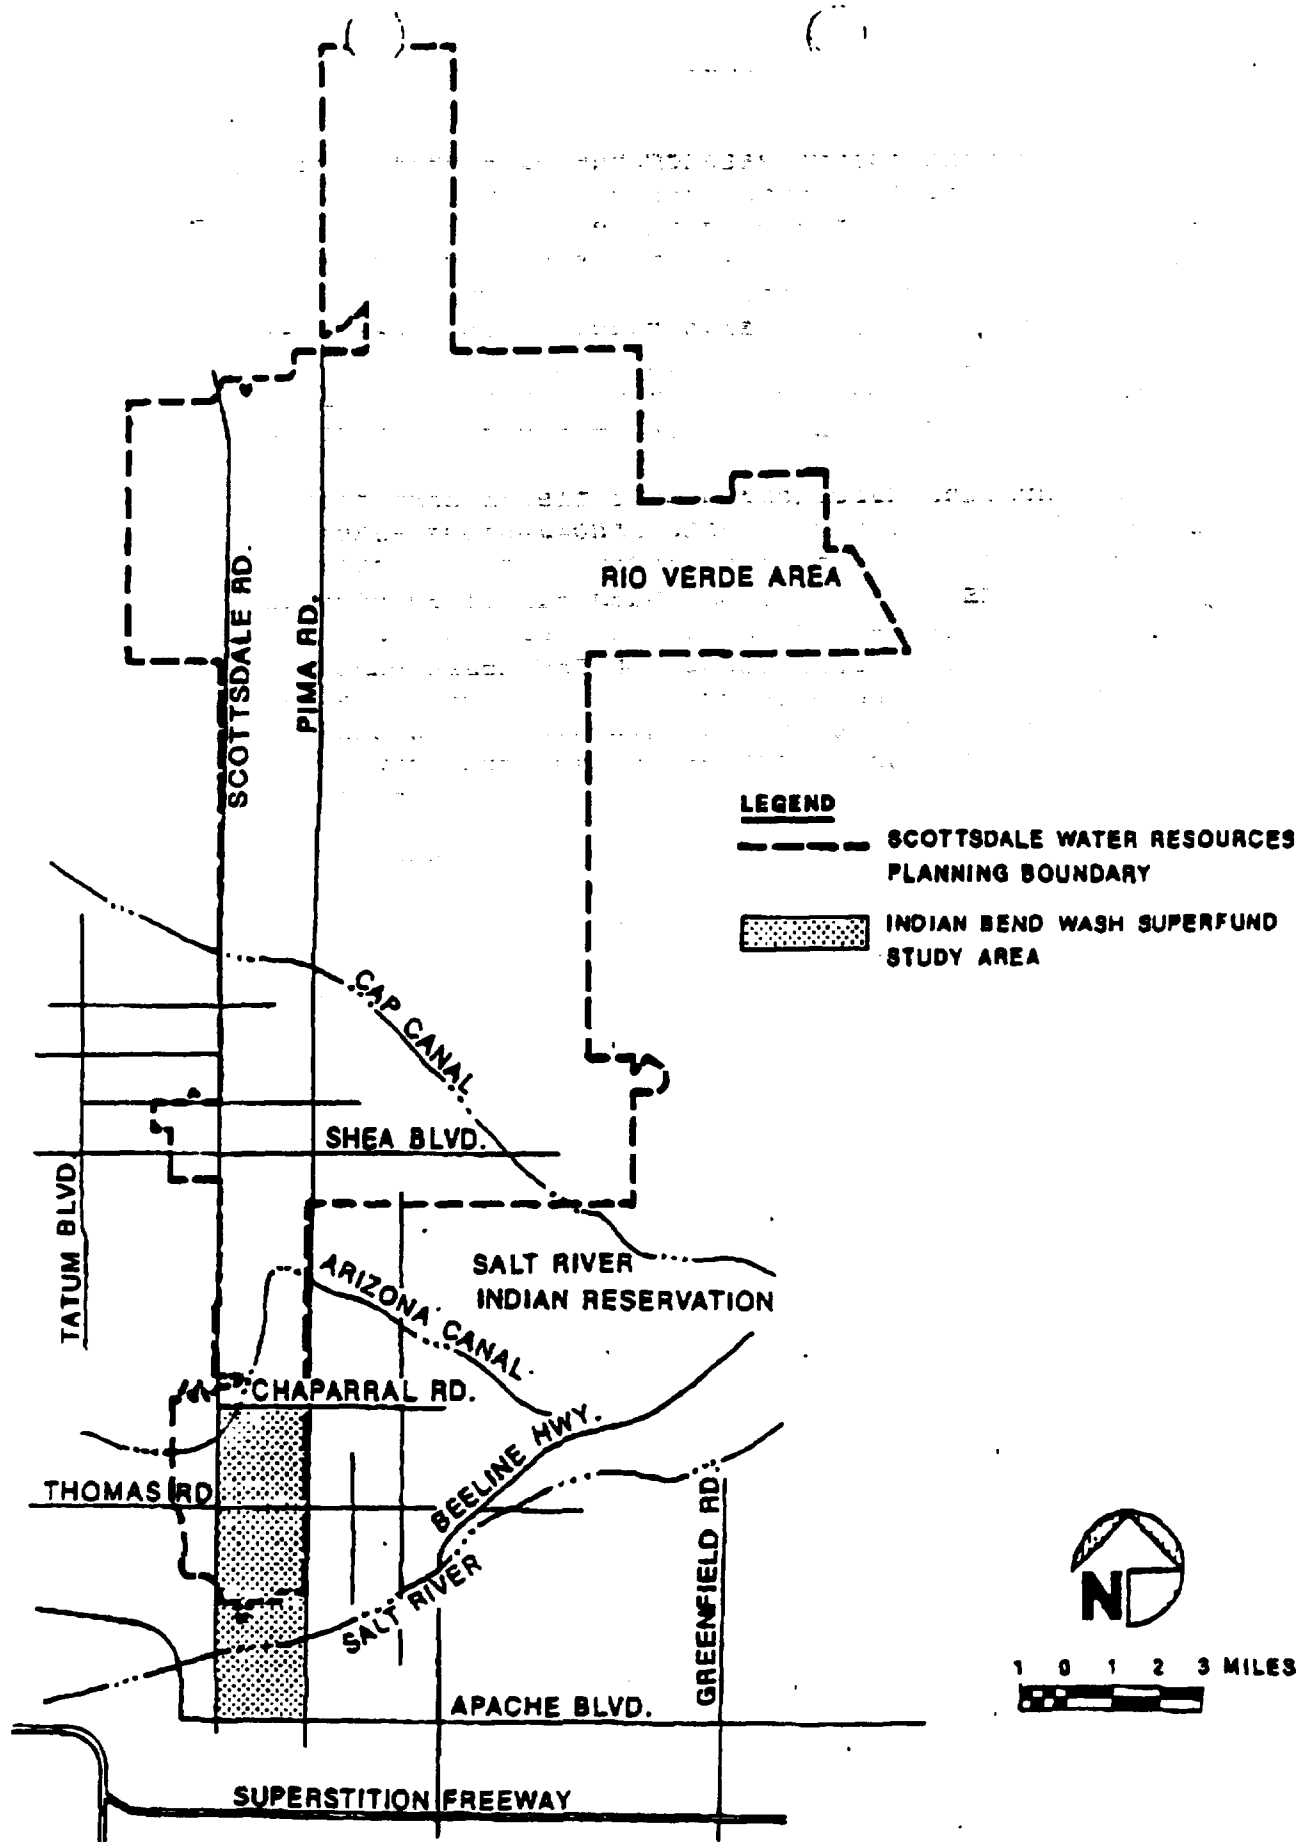 RIO VERDE AREA
SCOTTSDALE RD.
PIMA RD.
LEGEND
SCOTTSDALE WATER RESOURCES
PLANNING BOUNDARY
INDIAN BEND WASH SUPERFUND
STUDY AREA
CAP CANAL
SHEA BLVD.
TATUM BLVD.
SALT RIVER
INDIAN RESERVATION
ARIZONA CANAL
CHAPARRAL RD.
BEELINE HWY.
THOMAS RD
SALT RIVER
GREENFIELD RD.
N
1 0 1 2 3 MILES
APACHE BLVD.
SUPERSTITION FREEWAY